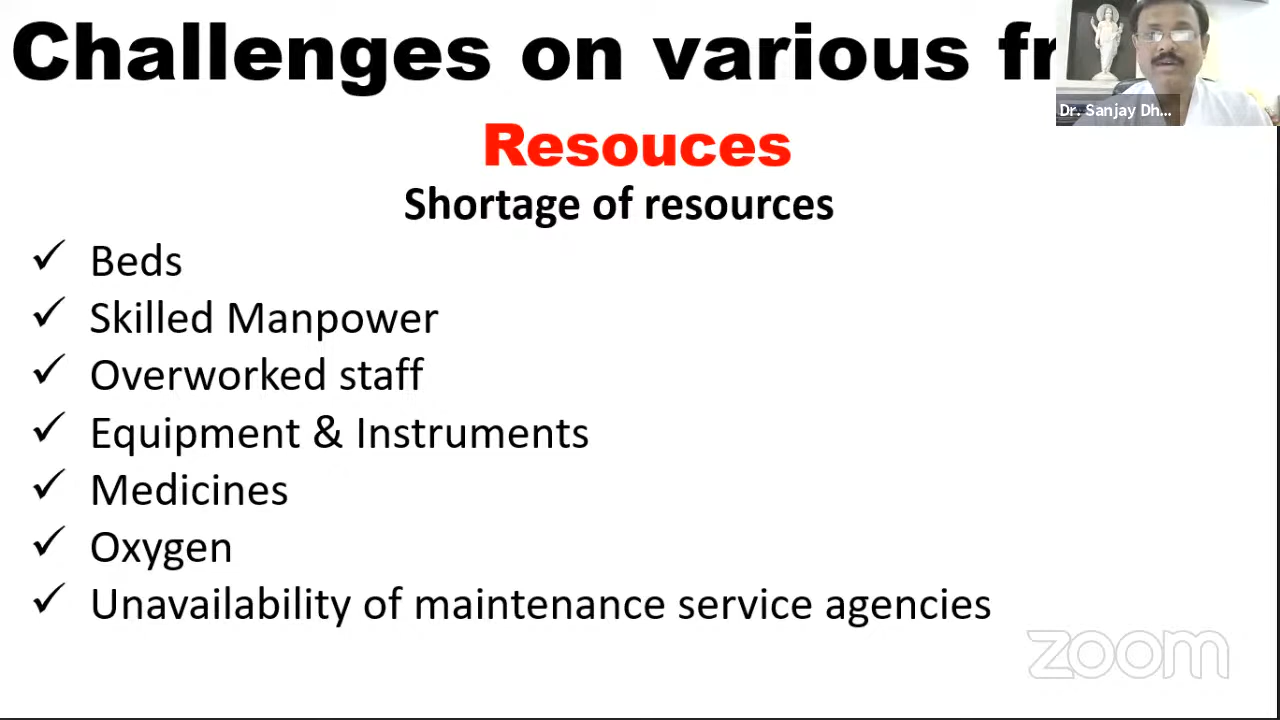 Challenges on various fr
Dr. Sanjay Dh...
Resouces
Shortage of resources
✓ Beds
✓ Skilled Manpower
✓ Overworked staff
✓ Equipment & Instruments
✓ Medicines
✓ Oxygen
✓ Unavailability of maintenance service agencies
zoom